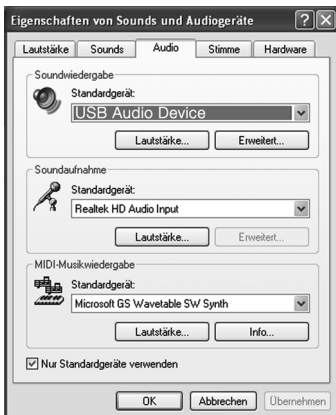 Eigenschaften von Sounds und Audiogeräte
Lautstärke Sounds Audio Stimme Hardware
Soundwiedergabe
Standardgerät:
USB Audio Device
Lautstärke... Erweitert...
Soundaufnahme
Standardgerät:
Realtek HD Audio Input
Lautstärke... Erweitert...
MIDI-Musikwiedergabe
Standardgerät:
Microsoft GS Wavetable SW Synth
Lautstärke... Info...
Nur Standardgeräte verwenden
OK Abbrechen Übernehmen